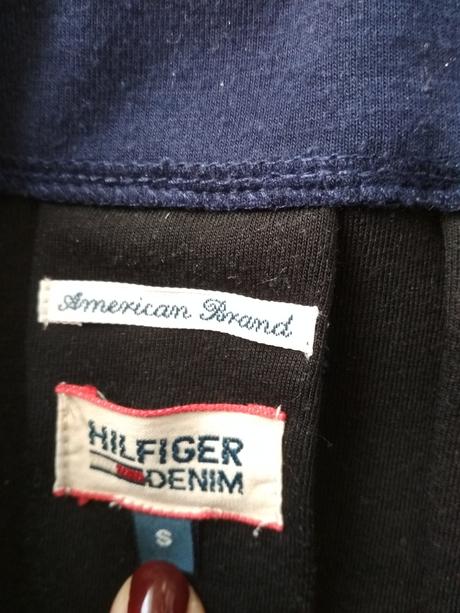 American Brand
HILFIGER
DENIM
S